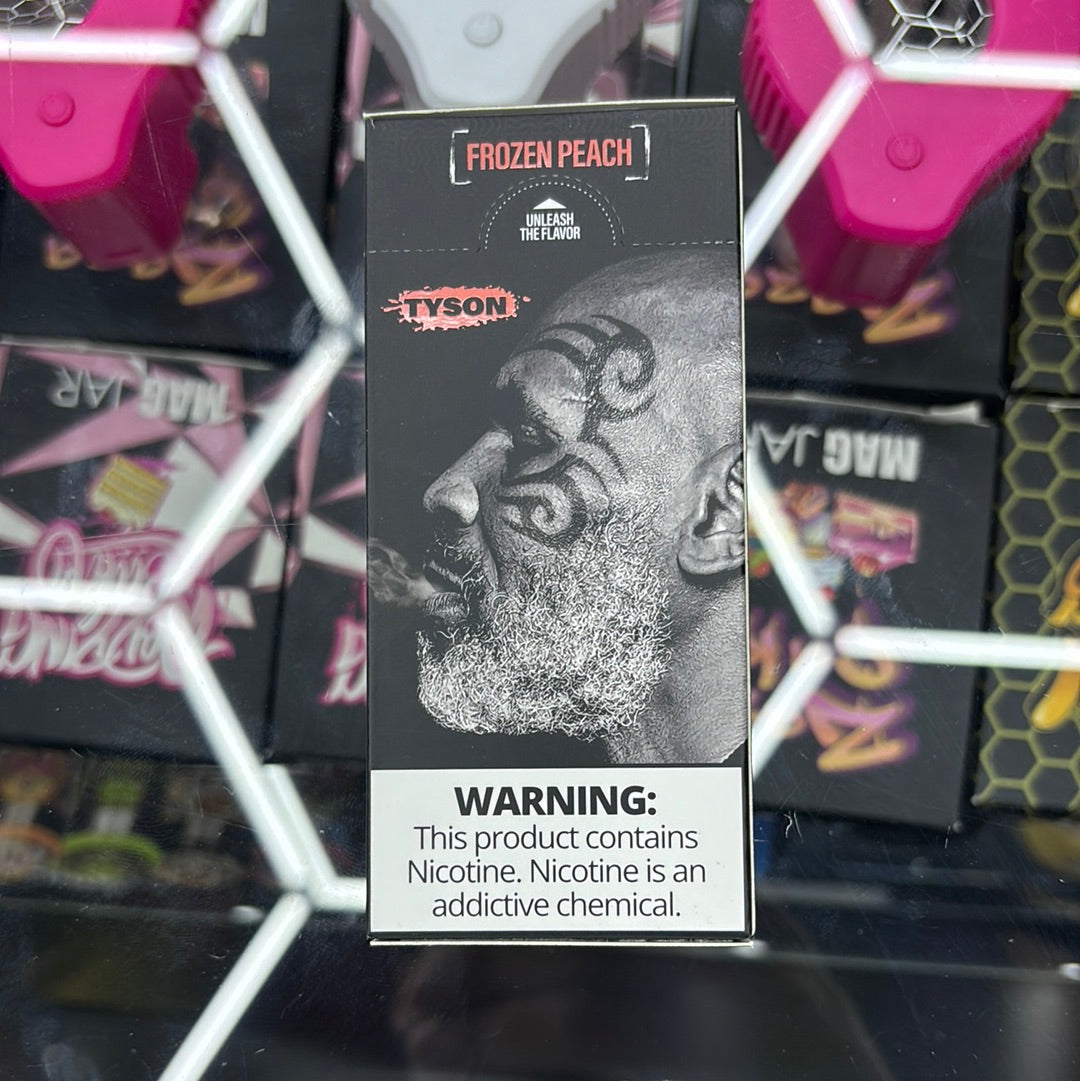 FROZEN PEACH
UNLEASH
THE FLAVOR
TYSON
MAG JAR
MAG JAR
WARNING:
This product contains
Nicotine. Nicotine is an
addictive chemical.